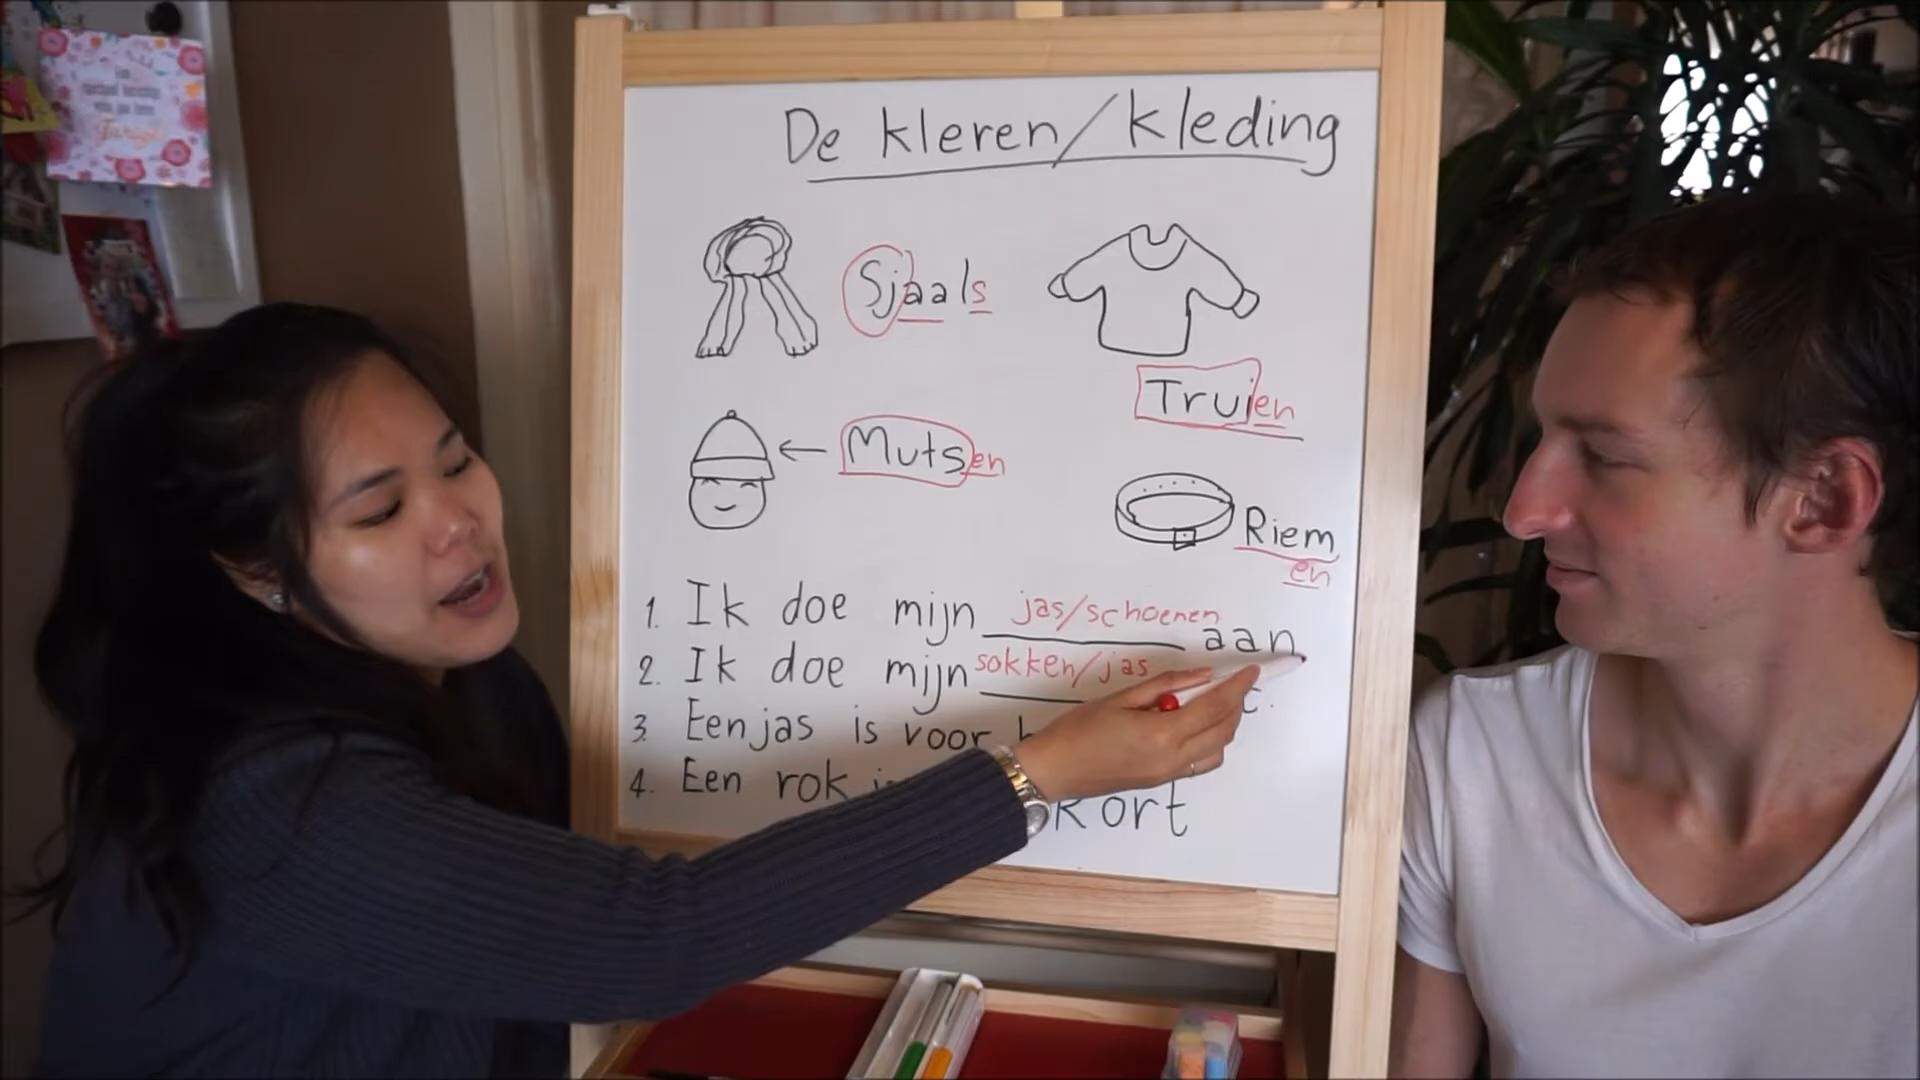 De kleren/kleding
Sjaals
Truien
Mutsen
Riem
en
1. Ik doe mijn jas/schoenen aan
2. Ik doe mijn sokken/jas
3. Een jas is voor
4. Een rok
kort